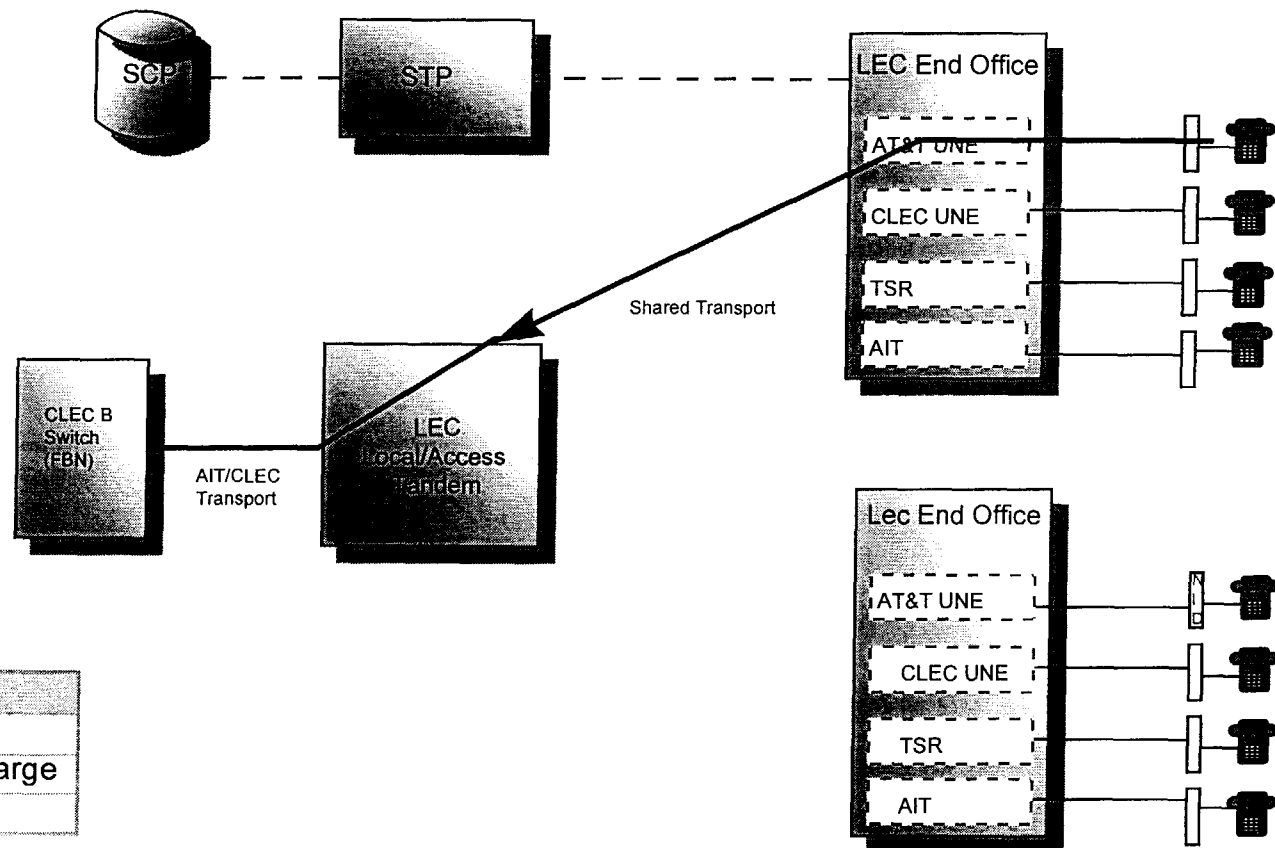 SCP
STP
LEC End Office
AT&T UNE
CLEC UNE
TSR
AIT
Shared Transport
CLEC B
Switch
(FBN)
AIT/CLEC
Transport
LEC
Local/Access
Tandem
Lec End Office
AT&T UNE
NID
CLEC UNE
TSR
AIT
arge